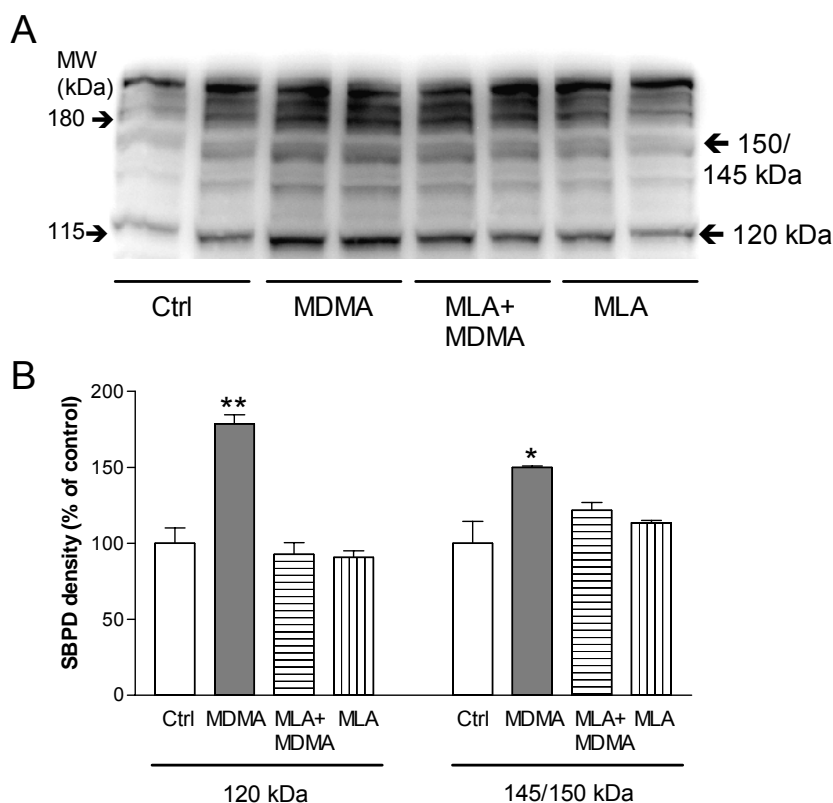 A
MW
(kDa)
180
115
150/
145 kDa
120 kDa
Ctrl
MDMA
MLA+
MDMA
MLA
B
SBPD density (% of control)
200
150
100
50
0
**
*
Ctrl
MDMA
MLA+
MDMA
MLA
Ctrl
MDMA
MLA+
MDMA
MLA
120 kDa
145/150 kDa